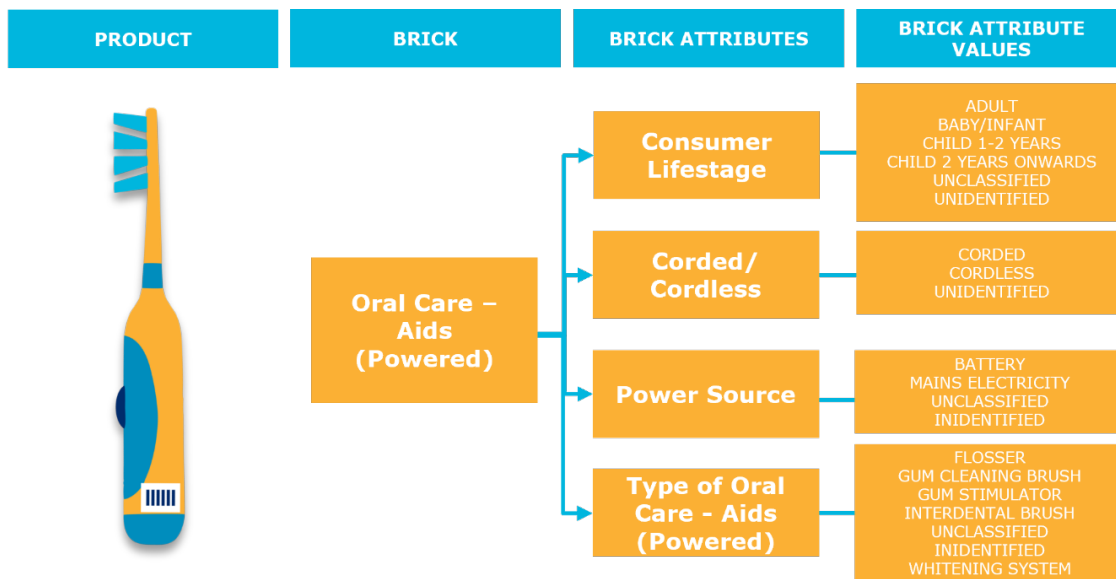 PRODUCT
BRICK
BRICK ATTRIBUTES
BRICK ATTRIBUTE
VALUES
Oral Care –
Aids
(Powered)
Consumer
Lifestage
ADULT
BABY/INFANT
CHILD 1-2 YEARS
CHILD 2 YEARS ONWARDS
UNCLASSIFIED
UNIDENTIFIED
Corded/
Cordless
CORDED
CORDLESS
UNIDENTIFIED
Power Source
BATTERY
MAINS ELECTRICITY
UNCLASSIFIED
INIDENTIFIED
Type of Oral
Care - Aids
(Powered)
FLOSSER
GUM CLEANING BRUSH
GUM STIMULATOR
INTERDENTAL BRUSH
UNCLASSIFIED
INIDENTIFIED
WHITENING SYSTEM